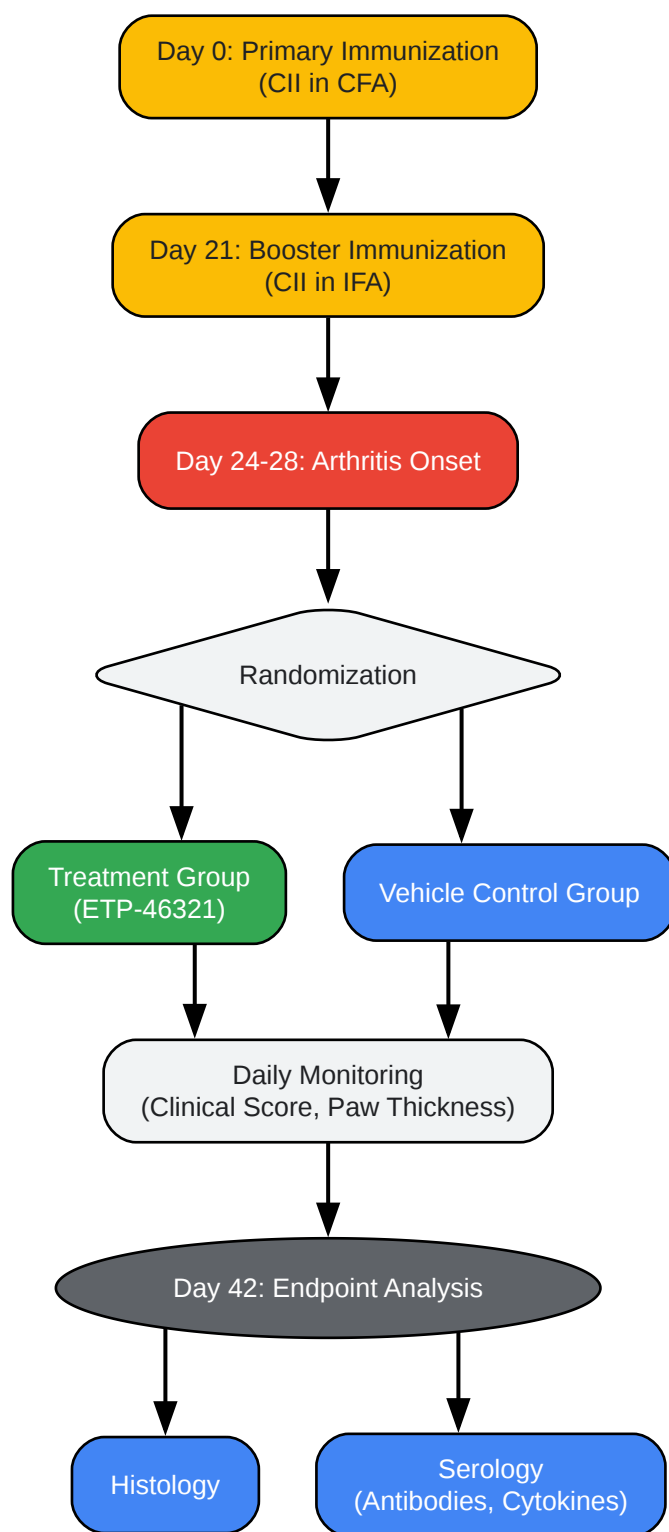 Day 0: Primary Immunization
(CII in CFA)
Day 21: Booster Immunization
(CII in IFA)
Day 24-28: Arthritis Onset
Randomization
Treatment Group
(ETP-46321)
Vehicle Control Group
Daily Monitoring
(Clinical Score, Paw Thickness)
Day 42: Endpoint Analysis
Histology
Serology
(Antibodies, Cytokines)